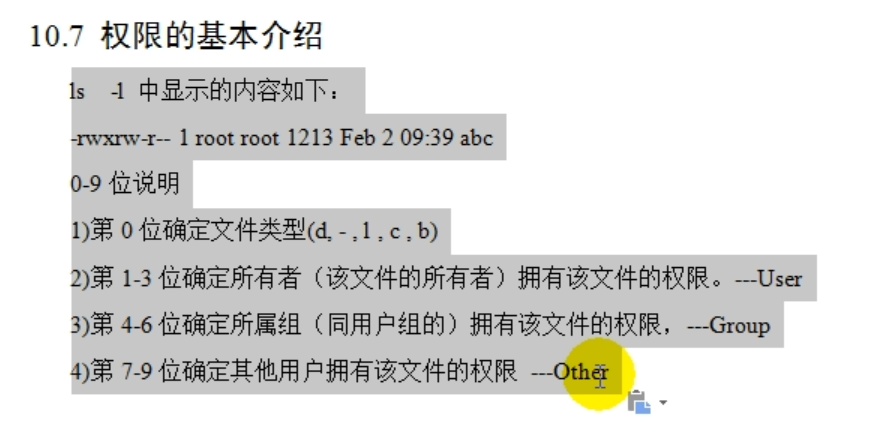 10.7 权限的基本介绍
ls -l 中显示的内容如下：
-rwxrw-r-- 1 root root 1213 Feb 2 09:39 abc
0-9 位说明
1)第 0 位确定文件类型(d, - ,l , c , b)
2)第 1-3 位确定所有者（该文件的所有者）拥有该文件的权限。---User
3)第 4-6 位确定所属组（同用户组的）拥有该文件的权限，---Group
4)第 7-9 位确定其他用户拥有该文件的权限 ---Other